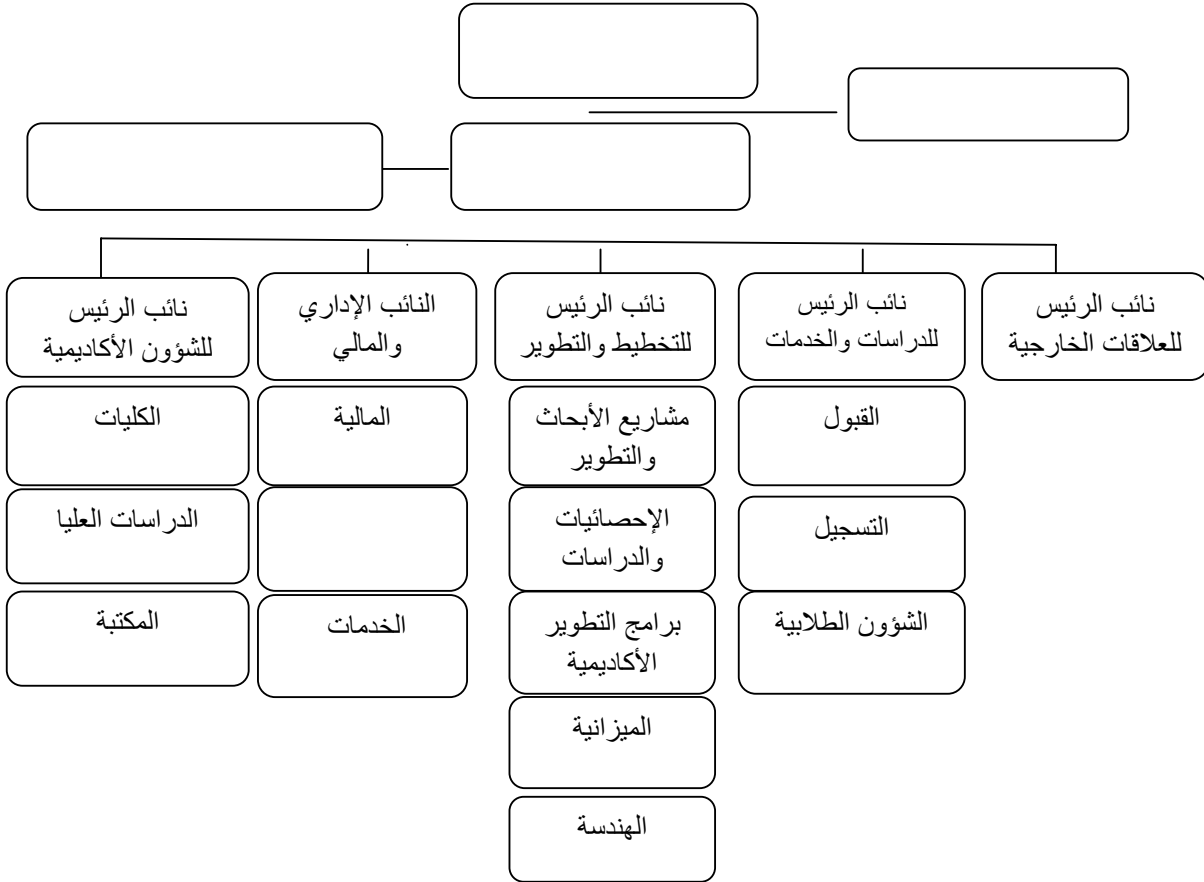 نائب الرئيس
للعلاقات الخارجية
نائب الرئيس
للدراسات والخدمات
نائب الرئيس
للتخطيط والتطوير
النائب الإداري
والمالي
نائب الرئيس
للشؤون الأكاديمية
القبول
التسجيل
الشؤون الطلابية
مشاريع الأبحاث
والتطوير
الإحصائيات
والدراسات
برامج التطوير
الأكاديمية
الميزانية
الهندسة
المالية
الخدمات
الكليات
الدراسات العليا
المكتبة